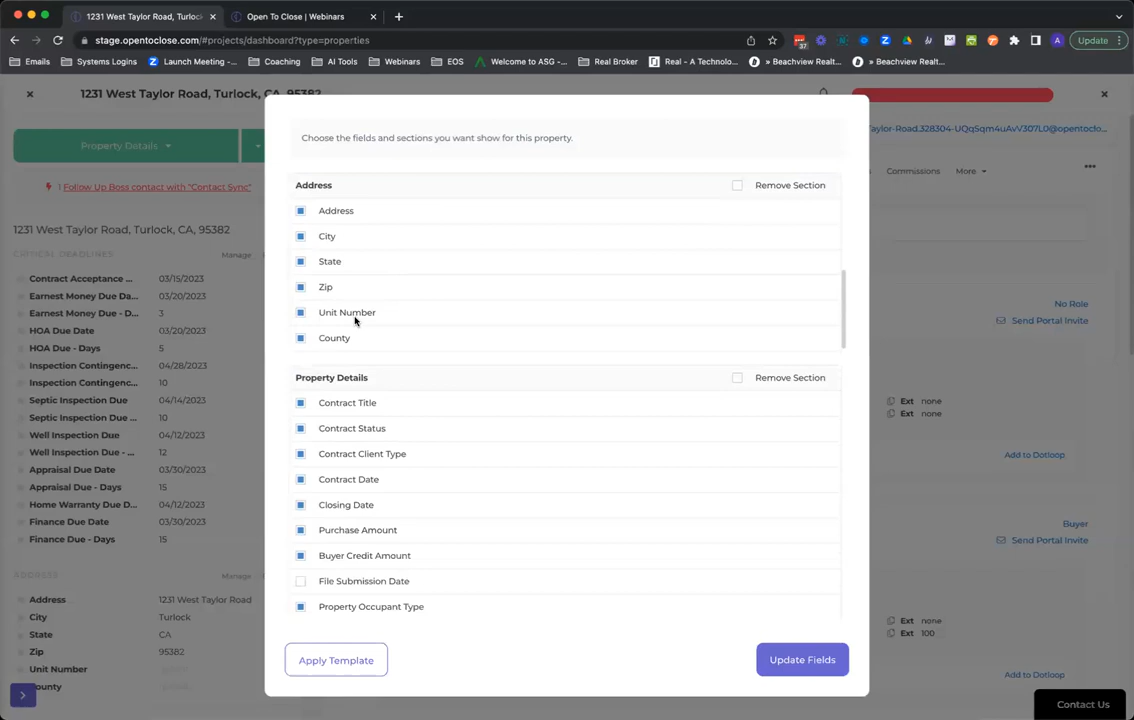 1231 West Taylor Road, Turloc
Open To Close | Webinars
stage.opentoclose.com/#projects/dashboard?type=properties
37
A
Update
Emails
Systems Logins
Launch Meeting -...
Coaching
AI Tools
Webinars
EOS
Welcome to ASG -...
Real Broker
Real - A Technolo...
» Beachview Realt...
» Beachview Realt...
1231 West Taylor Road, Turlock, CA, 95382
Property Details
1 Follow Up Boss contact with "Contact Sync"
1231 West Taylor Road, Turlock, CA, 95382
CRITICAL DEADLINES
Manage
Contract Acceptance ... 03/15/2023
Earnest Money Due Da... 03/20/2023
Earnest Money Due - D... 3
HOA Due Date 03/20/2023
HOA Due - Days 5
Inspection Contingenc... 04/28/2023
Inspection Contingenc... 10
Septic Inspection Due 04/14/2023
Septic Inspection Due ... 10
Well Inspection Due 04/12/2023
Well Inspection Due - ... 12
Appraisal Due Date 03/30/2023
Appraisal Due - Days 15
Home Warranty Due D... 04/12/2023
Finance Due Date 03/30/2023
Finance Due - Days 15
ADDRESS
Manage
Address 1231 West Taylor Road
City Turlock
State CA
Zip 95382
Unit Number
ounty
Choose the fields and sections you want show for this property.
Address
Remove Section
Address
City
State
Zip
Unit Number
County
Property Details
Remove Section
Contract Title
Contract Status
Contract Client Type
Contract Date
Closing Date
Purchase Amount
Buyer Credit Amount
File Submission Date
Property Occupant Type
Apply Template
Update Fields
aylor-Road.328304-UQqSqm4uAvV307L0@opentoclo...
Commissions
More
No Role
Send Portal Invite
Ext none
Ext none
Add to Dotloop
Buyer
Send Portal Invite
Ext none
Ext 100
Add to Dotloop
Contact Us